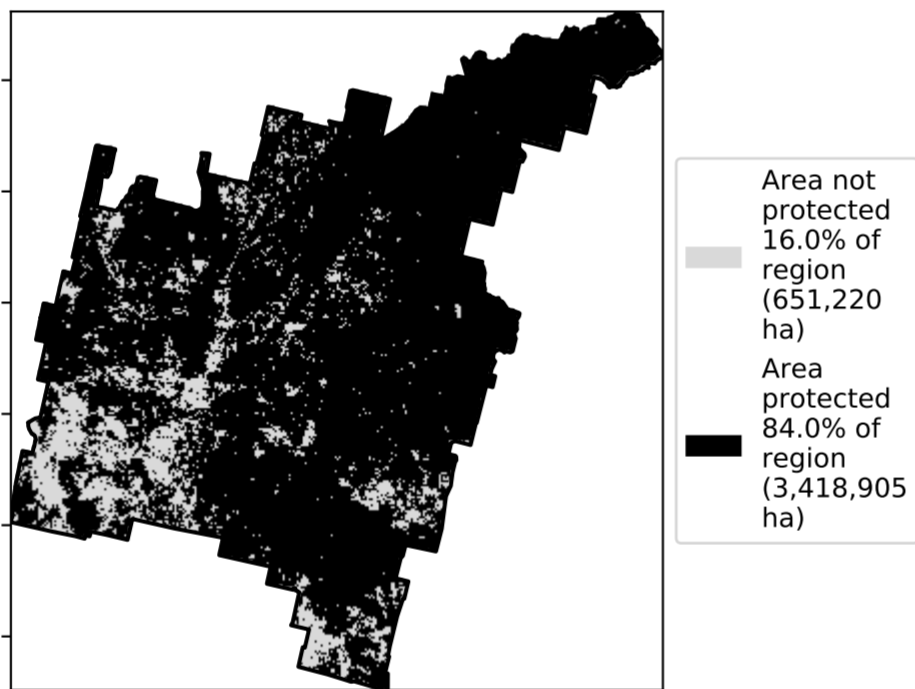 Area not
protected
16.0% of
region
(651,220
ha)
Area
protected
84.0% of
region
(3,418,905
ha)